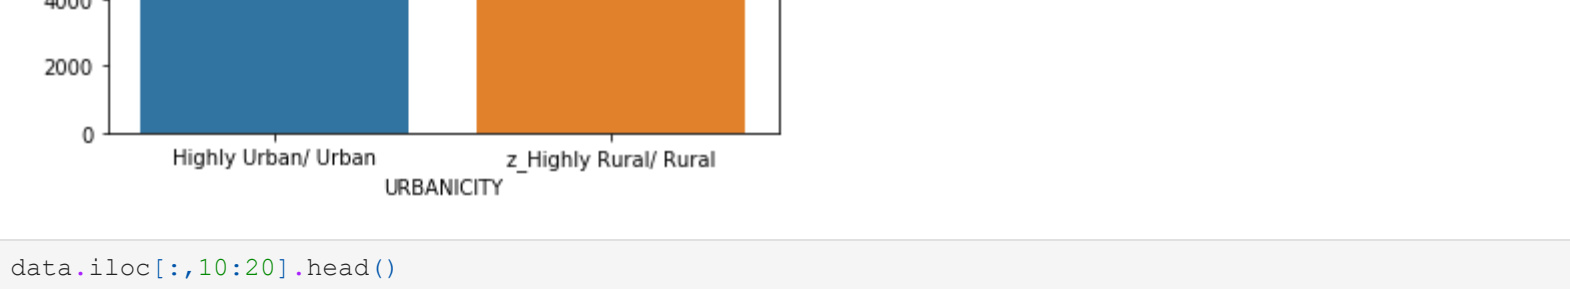 4000
2000
0
Highly Urban/ Urban
z_Highly Rural/ Rural
URBANICITY
data.iloc[:,10:20].head()